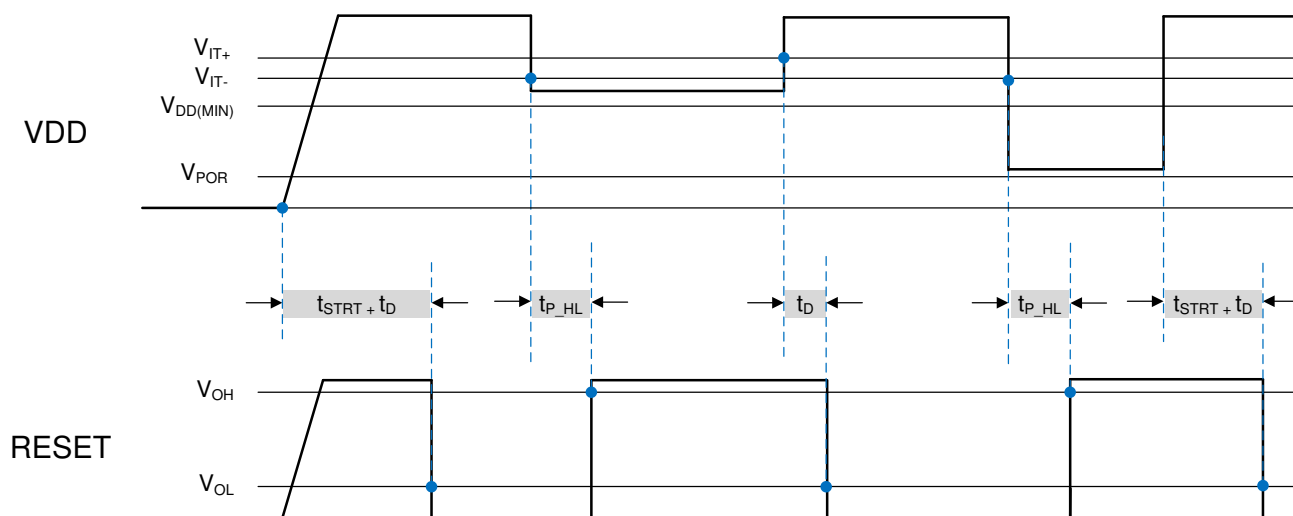 V_IT+
V_IT-
V_DD(MIN)
VDD
V_POR
t_STRT + t_D
t_P_HL
t_D
t_P_HL
t_STRT + t_D
V_OH
RESET
V_OL